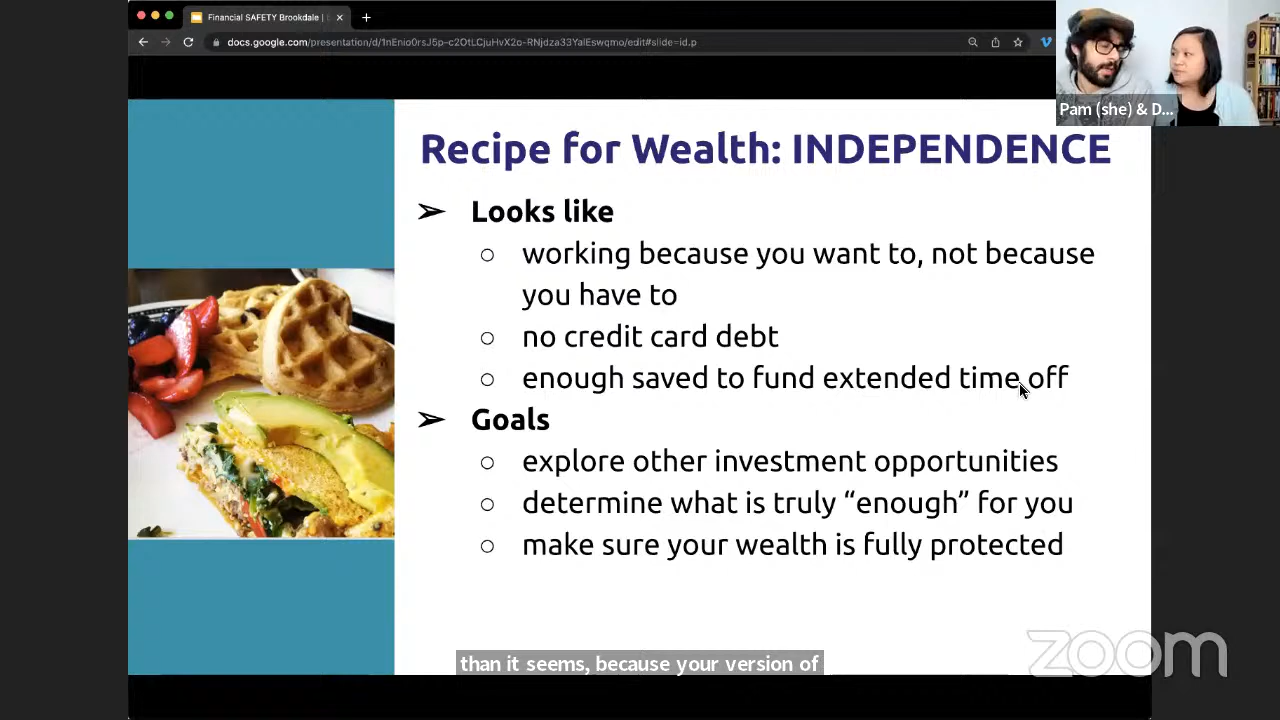 Financial SAFETY Brookdale |
docs.google.com/presentation/d/1nEnio0rsJ5p-c2OtLCjuHvX2o-RNjdza33YalEswqmo/edit#slide=id.p
Pam (she) & D...
Recipe for Wealth: INDEPENDENCE
➢ Looks like
○ working because you want to, not because
you have to
○ no credit card debt
○ enough saved to fund extended time off
➢ Goals
○ explore other investment opportunities
○ determine what is truly “enough” for you
○ make sure your wealth is fully protected
than it seems, because your version of
zoom